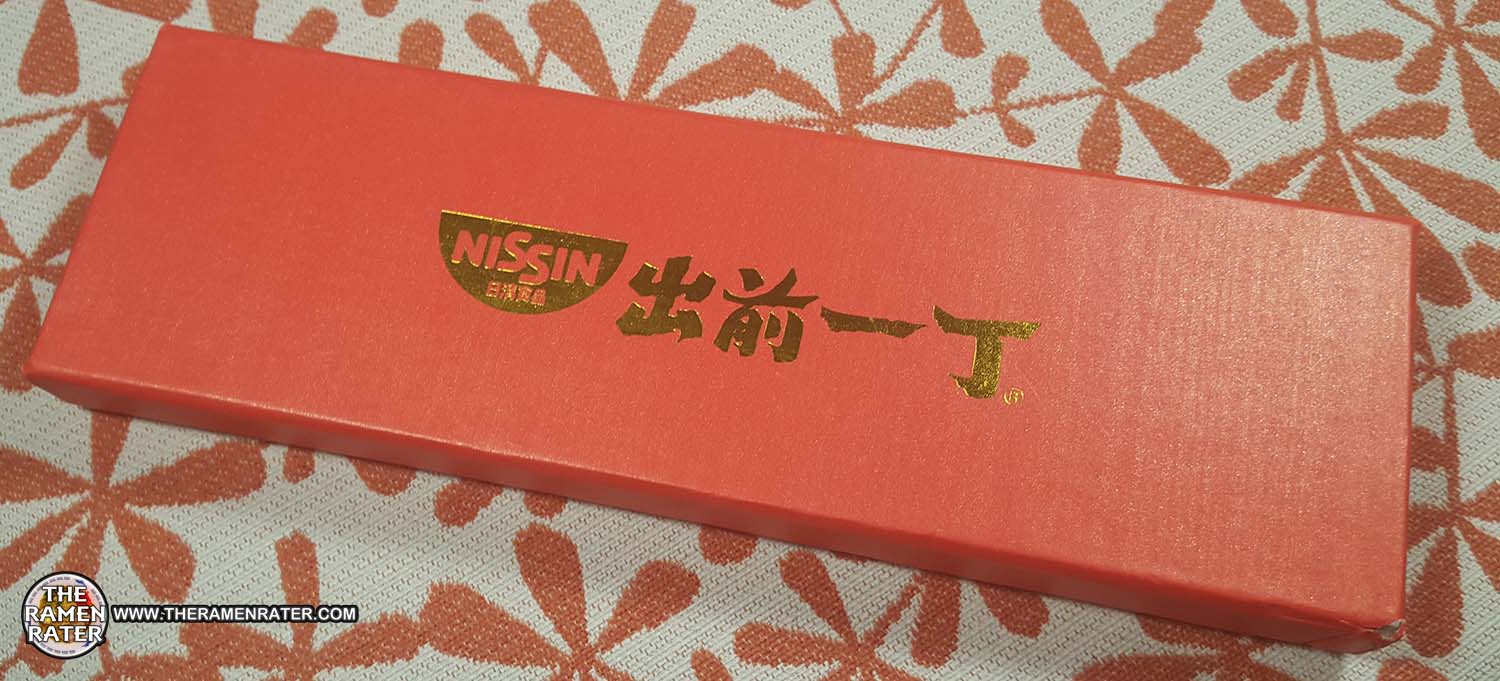 NISSIN
日清食品
出前一丁®
THE
RAMEN
RATER
WWW.THERAMENRATER.COM